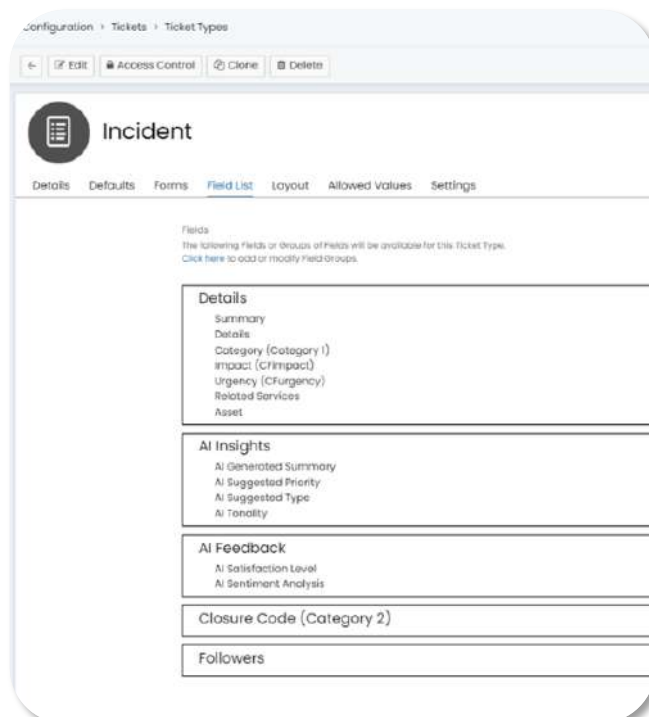 Configuration > Tickets > Ticket Types
← Edit Access Control Clone Delete
Incident
Details Defaults Forms Field List Layout Allowed Values Settings
Fields
The following Fields or Groups of Fields will be available for this Ticket Type.
Click here to add or modify Field Groups.
Details
Summary
Details
Category (Category 1)
Impact (CFImpact)
Urgency (CFurgency)
Related Services
Asset
AI Insights
AI Generated Summary
AI Suggested Priority
AI Suggested Type
AI Tonality
AI Feedback
AI Satisfaction Level
AI Sentiment Analysis
Closure Code (Category 2)
Followers